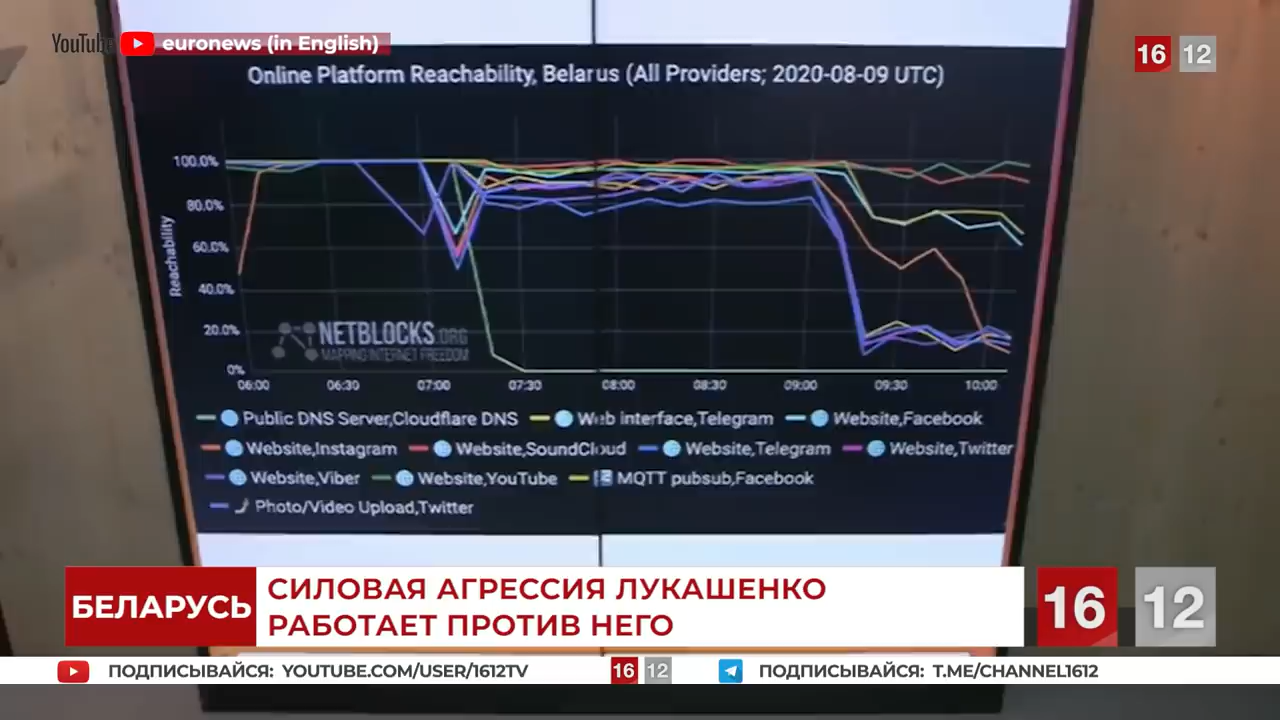 YouTube euronews (in English)
16 12
Online Platform Reachability, Belarus (All Providers; 2020-08-09 UTC)
100.0%
80.0%
60.0%
40.0%
20.0%
0%
Reachability
NETBLOCKS.ORG
MAPPING INTERNET FREEDOM
06:00 06:30 07:00 07:30 08:00 08:30 09:00 09:30 10:00
Public DNS Server,Cloudflare DNS Web interface,Telegram Website,Facebook
Website,Instagram Website,SoundCloud Website,Telegram Website,Twitter
Website,Viber Website,YouTube MQTT pubsub,Facebook
Photo/Video Upload,Twitter
БЕЛАРУСЬ
СИЛОВАЯ АГРЕССИЯ ЛУКАШЕНКО
РАБОТАЕТ ПРОТИВ НЕГО
16 12
ПОДПИСЫВАЙСЯ: YOUTUBE.COM/USER/1612TV 16 12 ПОДПИСЫВАЙСЯ: T.ME/CHANNEL1612